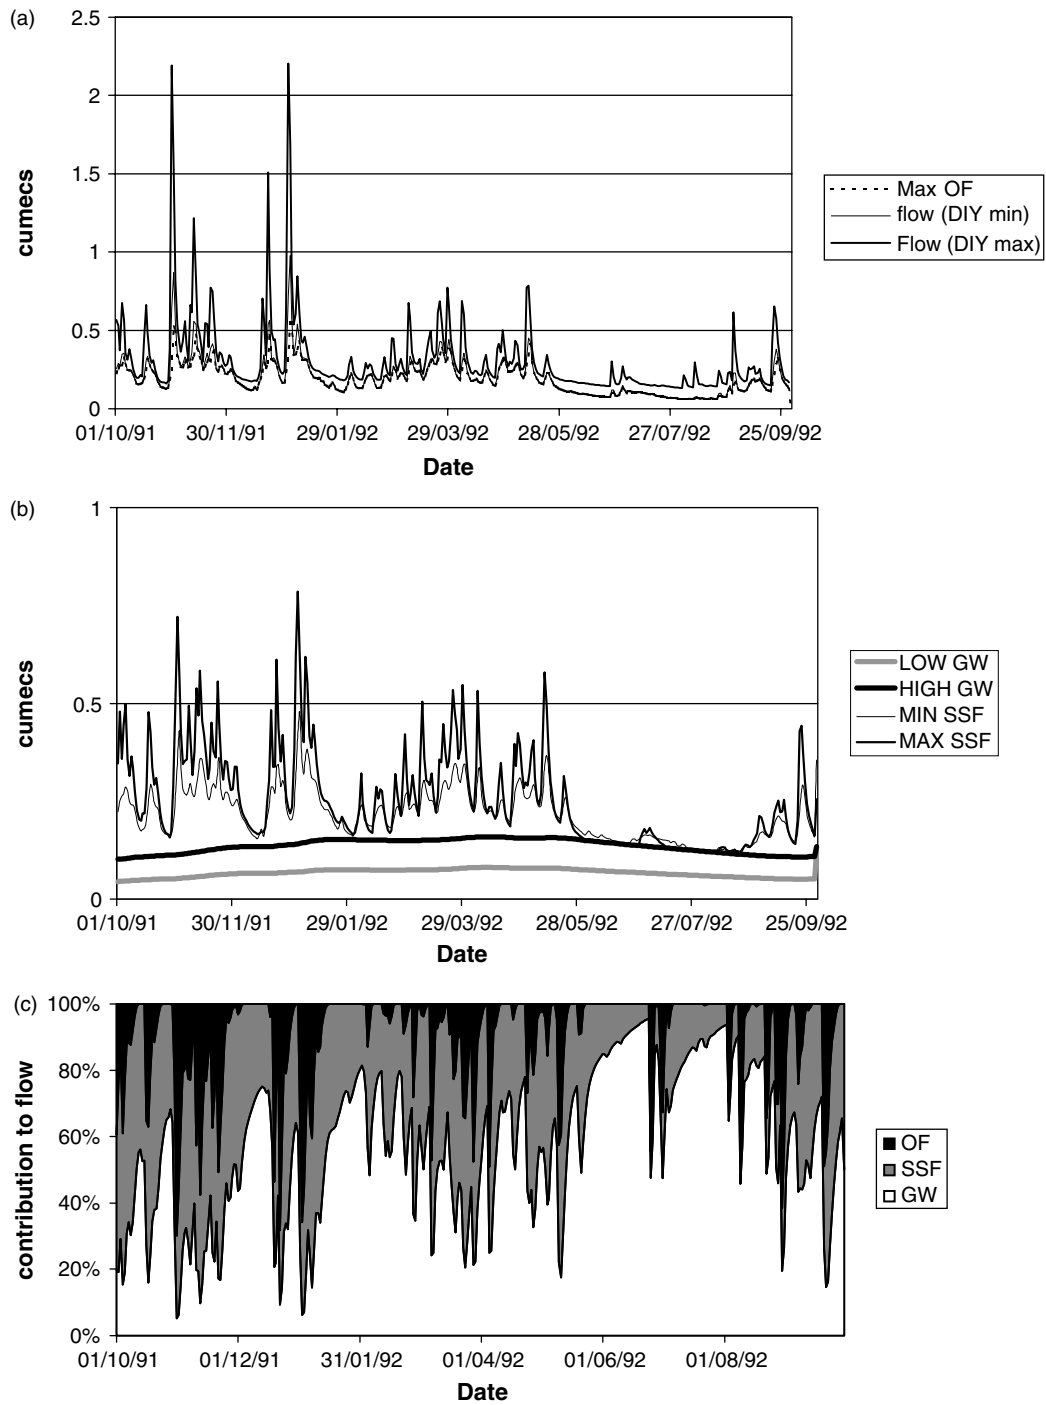 (a)
2.5
2
1.5
1
0.5
0
cumecs
01/10/91 30/11/91 29/01/92 29/03/92 28/05/92 27/07/92 25/09/92
Date
Max OF
flow (DIY min)
Flow (DIY max)
(b)
1
0.5
0
cumecs
01/10/91 30/11/91 29/01/92 29/03/92 28/05/92 27/07/92 25/09/92
Date
LOW GW
HIGH GW
MIN SSF
MAX SSF
(c)
100%
80%
60%
40%
20%
0%
contribution to flow
01/10/91 01/12/91 31/01/92 01/04/92 01/06/92 01/08/92
Date
OF
SSF
GW